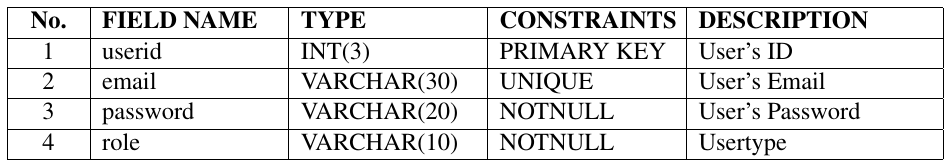 No. FIELD NAME TYPE CONSTRAINTS DESCRIPTION
1 userid INT(3) PRIMARY KEY User's ID
2 email VARCHAR(30) UNIQUE User's Email
3 password VARCHAR(20) NOTNULL User's Password
4 role VARCHAR(10) NOTNULL Usertype